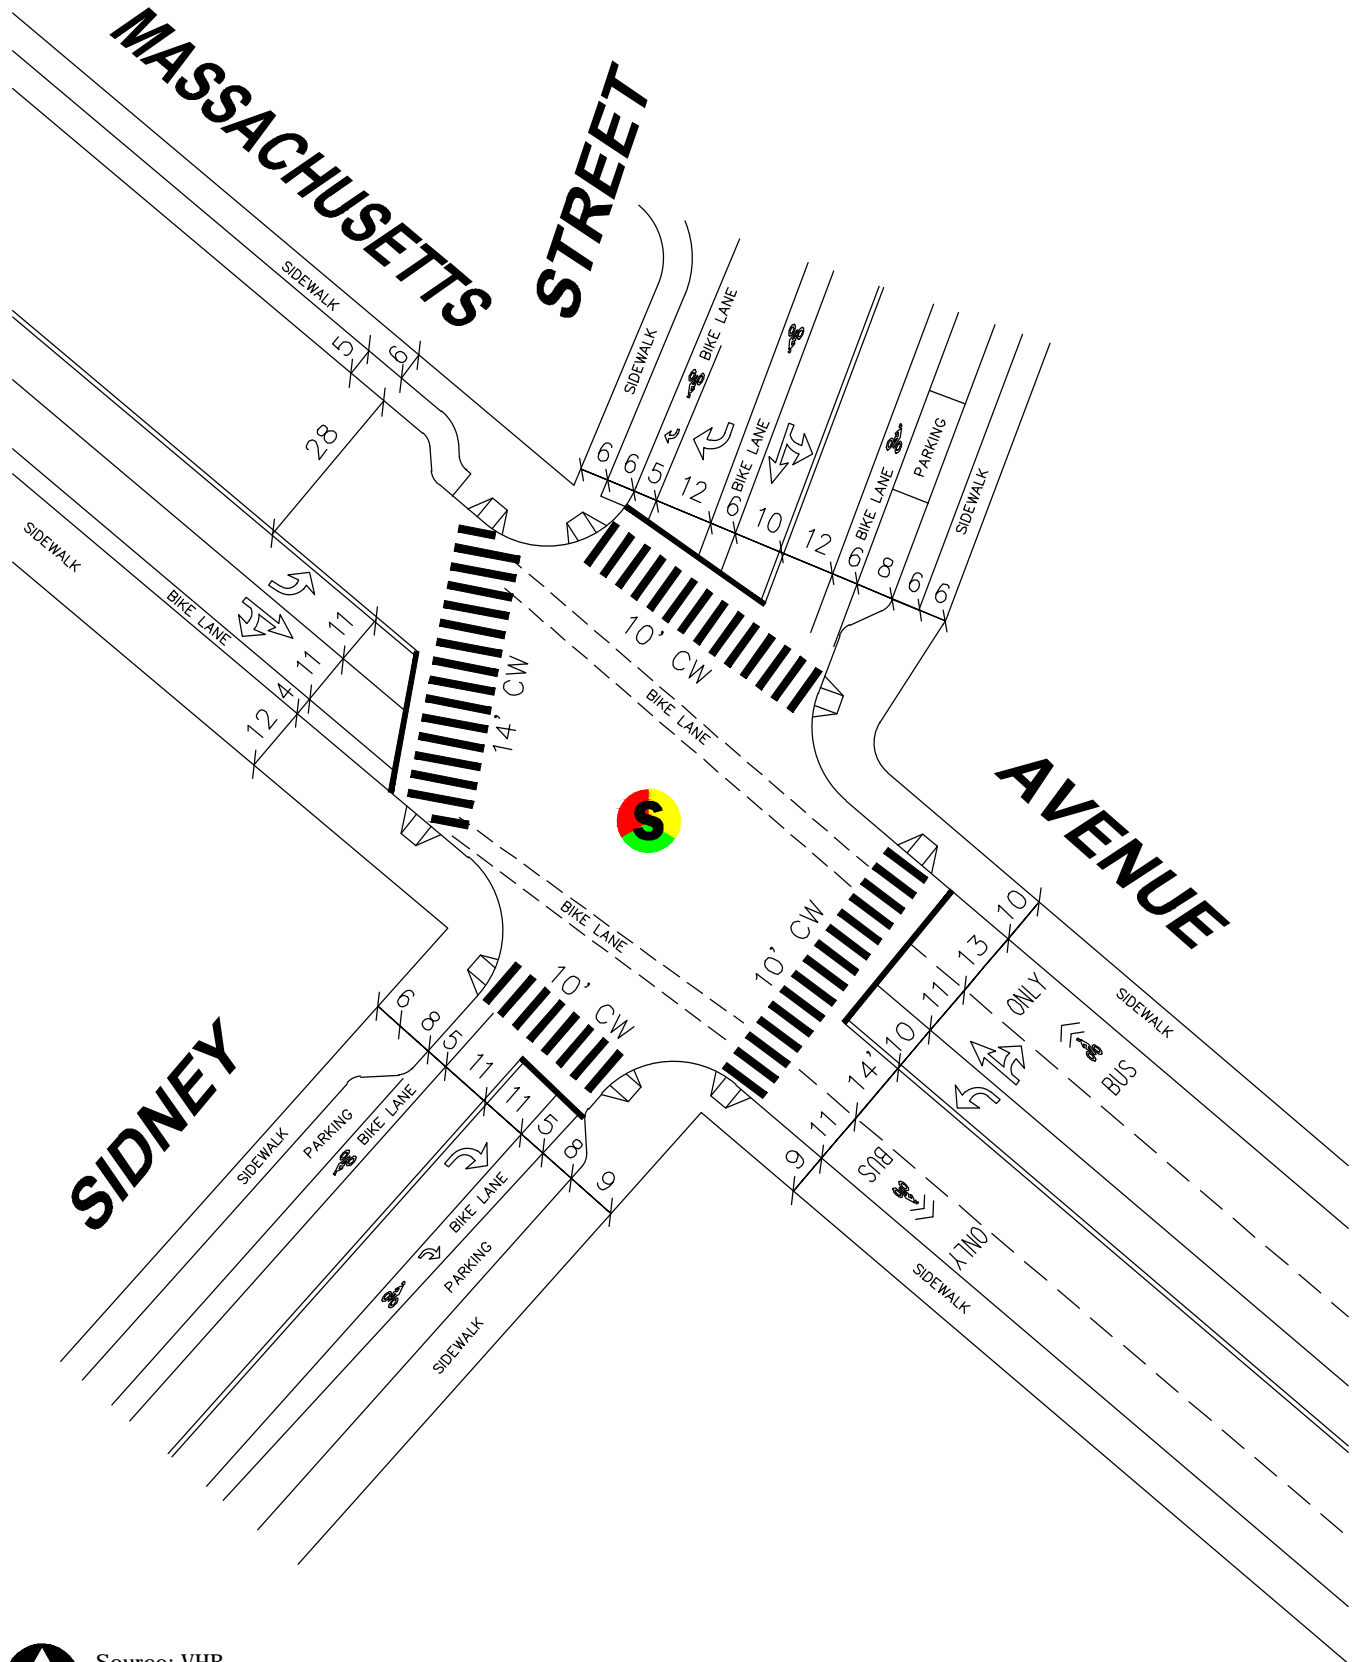 MASSACHUSETTS
STREET
SIDEWALK
5
6
28
SIDEWALK
BIKE LANE
11
11
4
12
SIDEWALK
BIKE LANE
BIKE LANE
BIKE LANE
PARKING
SIDEWALK
6
6
5
12
6
10
12
6
8
6
6
10' CW
14' CW
BIKE LANE
S
BIKE LANE
10' CW
10' CW
AVENUE
10
13
11
10
14'
11
9
ONLY
BUS
SIDEWALK
BUS
ONLY
SIDEWALK
SIDNEY
6
8
5
11
11
5
8
9
SIDEWALK
PARKING
BIKE LANE
BIKE LANE
PARKING
SIDEWALK
Source: VHB